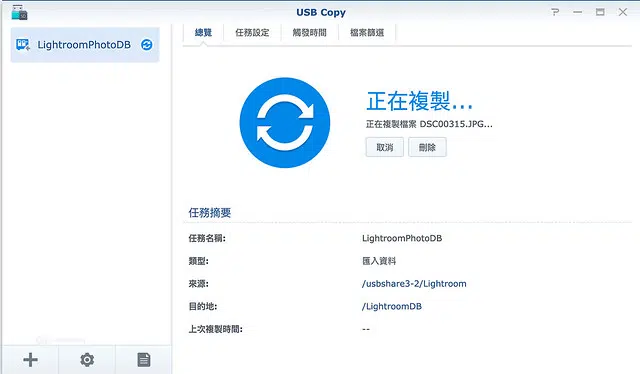 USB Copy
LightroomPhotoDB
總覽 任務設定 觸發時間 檔案篩選
正在複製...
正在複製檔案 DSC00315.JPG...
取消 刪除
任務摘要
任務名稱: LightroomPhotoDB
類型: 匯入資料
來源: /usbshare3-2/Lightroom
目的地: /LightroomDB
上次複製時間: --